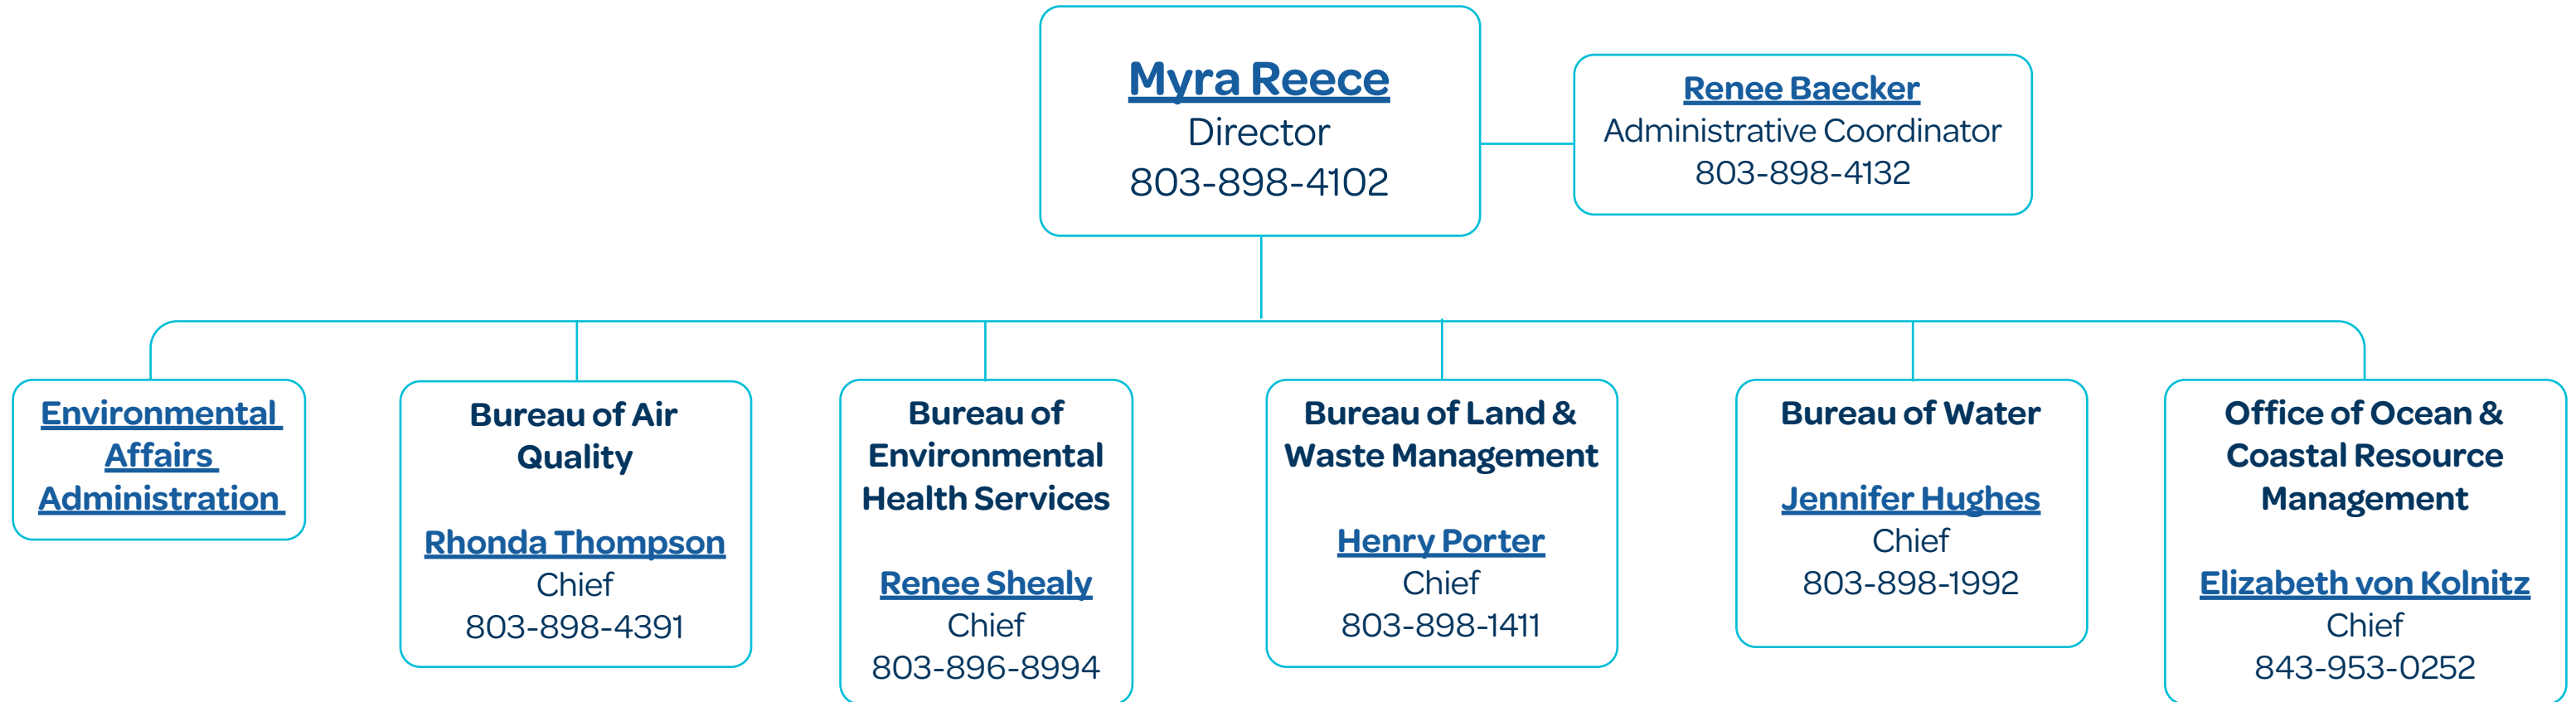 Myra Reece
Director
803-898-4102
Renee Baecker
Administrative Coordinator
803-898-4132
Environmental
Affairs
Administration
Bureau of Air
Quality
Rhonda Thompson
Chief
803-898-4391
Bureau of
Environmental
Health Services
Renee Shealy
Chief
803-896-8994
Bureau of Land &
Waste Management
Henry Porter
Chief
803-898-1411
Bureau of Water
Jennifer Hughes
Chief
803-898-1992
Office of Ocean &
Coastal Resource
Management
Elizabeth von Kolnitz
Chief
843-953-0252